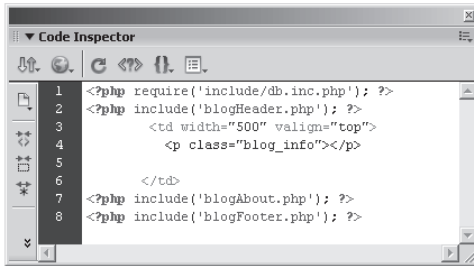 Code Inspector
1 <?php require('include/db.inc.php'); ?>
2 <?php include('blogHeader.php'); ?>
3 <td width="500" valign="top">
4 <p class="blog_info"></p>
5
6 </td>
7 <?php include('blogAbout.php'); ?>
8 <?php include('blogFooter.php'); ?>